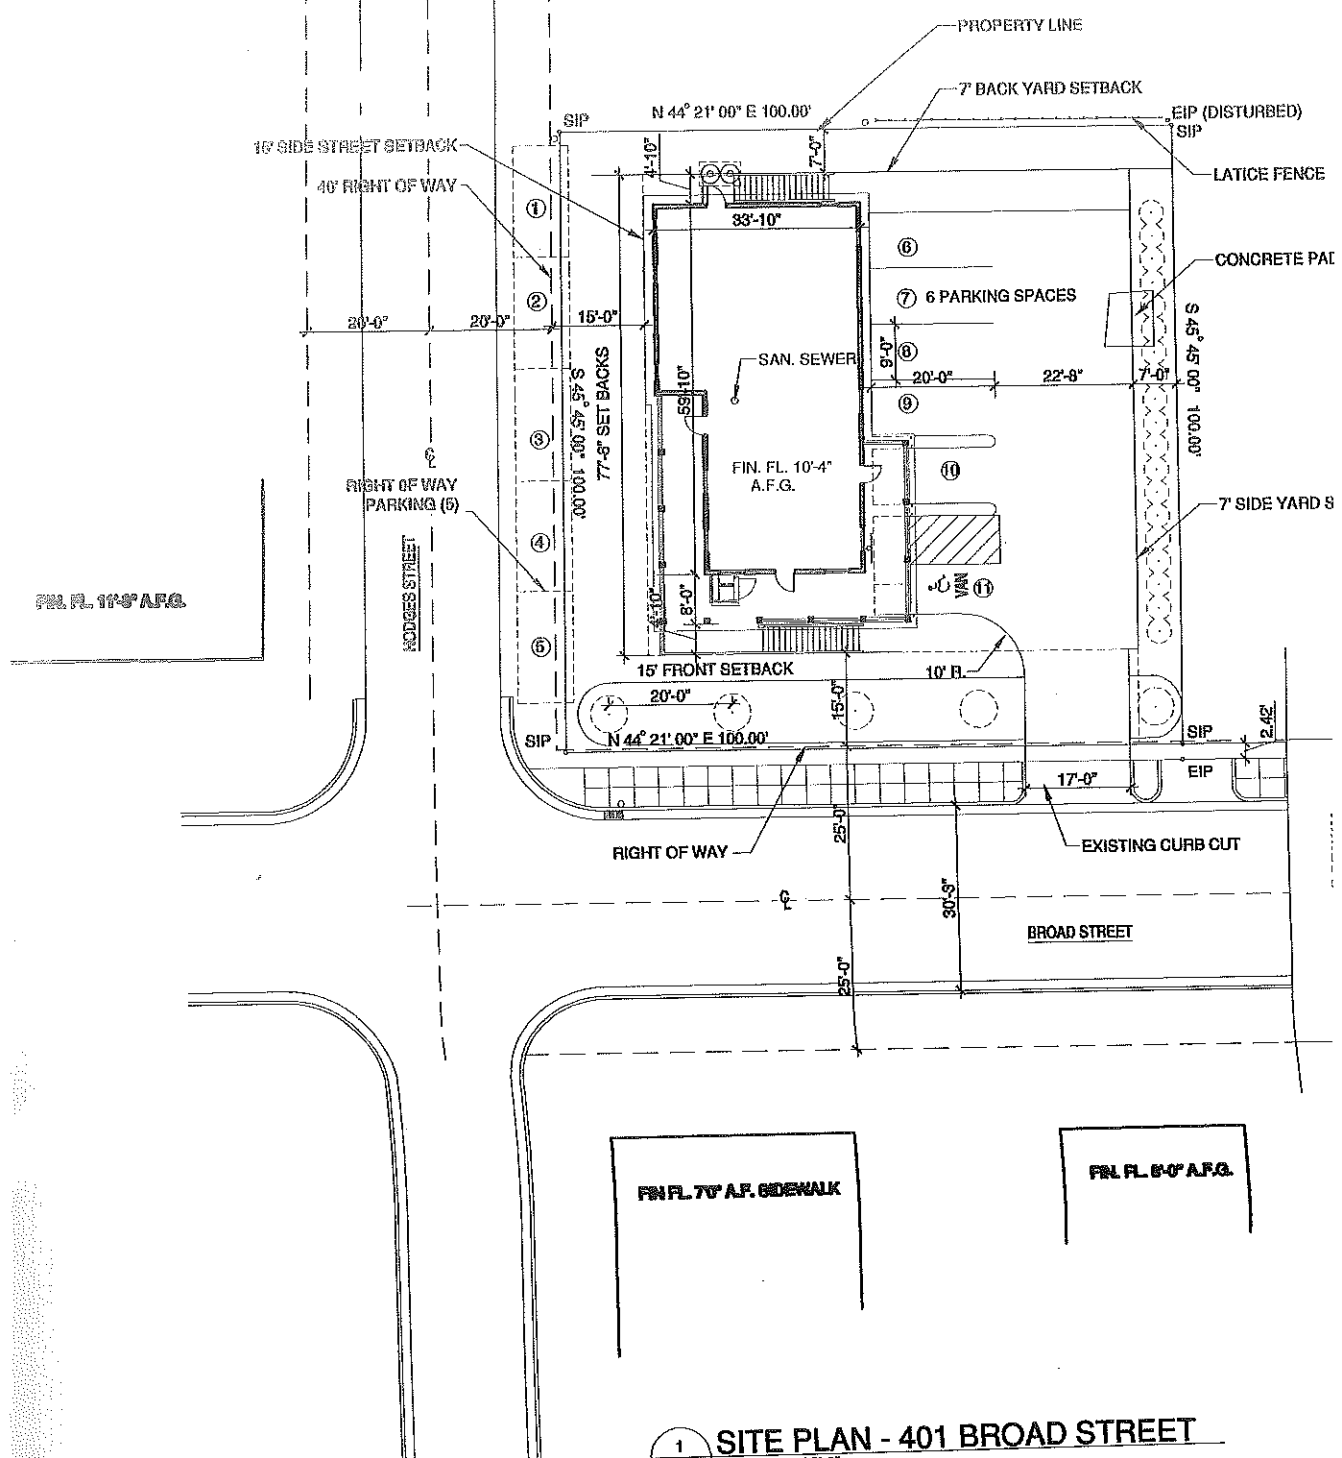 PROPERTY LINE
7' BACK YARD SETBACK
N 44° 21' 00" E 100.00'
SIP
EIP (DISTURBED)
SIP
15' SIDE STREET SETBACK
40' RIGHT OF WAY
4'-10"
7'-0"
LATICE FENCE
33'-10"
CONCRETE PAD
1
2
3
4
5
6
7 6 PARKING SPACES
8
9
10
11
VAN
20'-0"
20'-0"
15'-0"
SAN. SEWER
9'-0"
20'-0"
22'-8"
7'-0"
S 45° 45' 00" 100.00'
77'-8" SET BACKS
S 45° 45' 00" 100.00'
59'-10"
FIN. FL. 10'-4"
A.F.G.
RIGHT OF WAY
PARKING (5)
7' SIDE YARD S
HODGES STREET
FIN. FL. 11'-8" A.F.G.
4'-10"
8'-0"
15' FRONT SETBACK
20'-0"
15'-0"
SIP
N 44° 21' 00" E 100.00'
SIP
EIP
2.42'
17'-0"
RIGHT OF WAY
25'-0"
EXISTING CURB CUT
30'-8"
BROAD STREET
25'-0"
FIN. FL. 8'-0" A.F.G.
1 SITE PLAN - 401 BROAD STREET